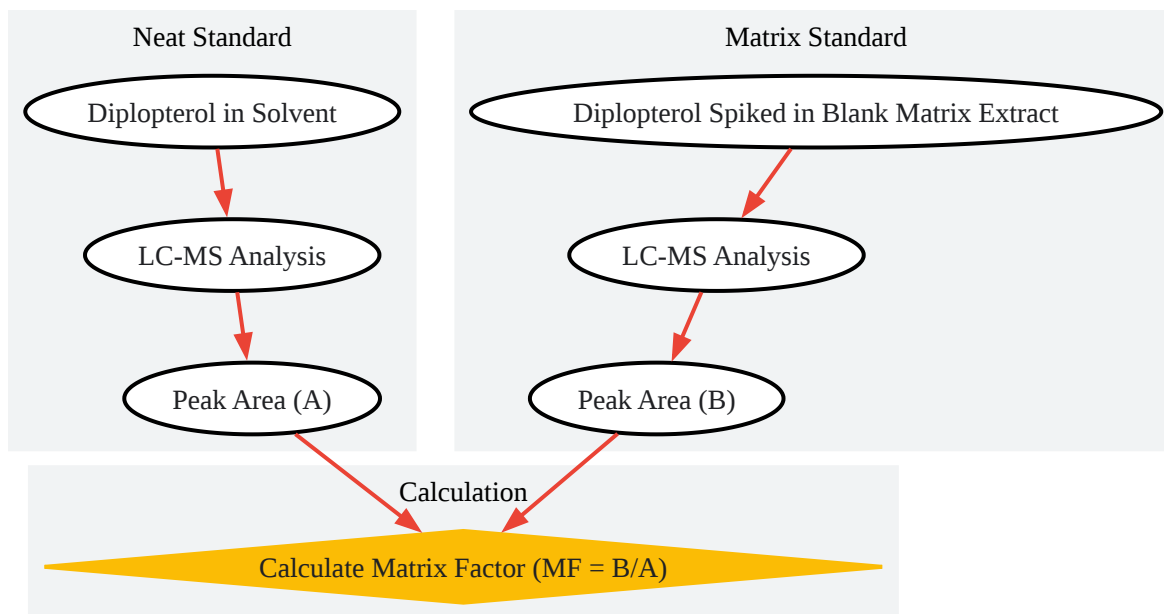 Neat Standard
Diplopterol in Solvent
LC-MS Analysis
Peak Area (A)
Matrix Standard
Diplopterol Spiked in Blank Matrix Extract
LC-MS Analysis
Peak Area (B)
Calculation
Calculate Matrix Factor (MF = B/A)